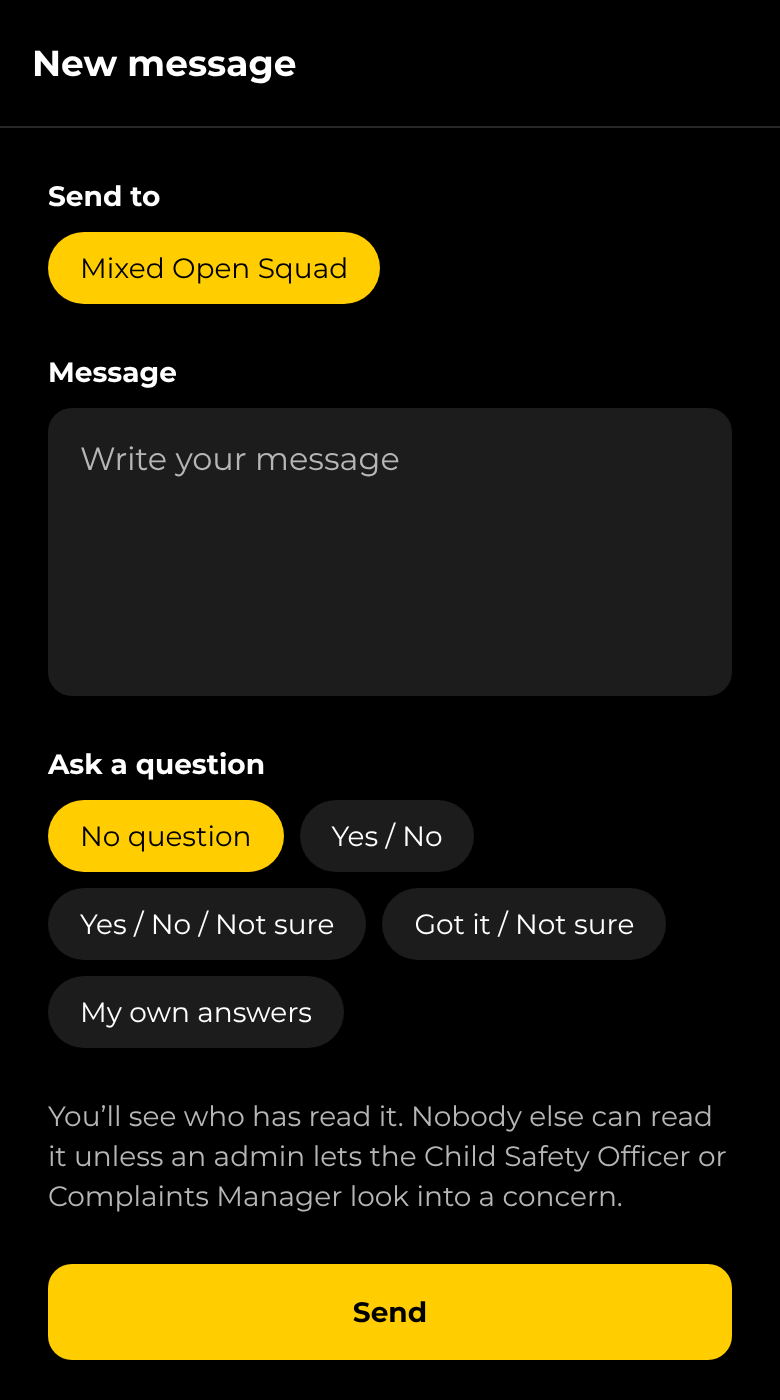 New message
Send to
Mixed Open Squad
Message
Write your message
Ask a question
No question
Yes / No
Yes / No / Not sure
Got it / Not sure
My own answers
You’ll see who has read it. Nobody else can read
it unless an admin lets the Child Safety Officer or
Complaints Manager look into a concern.
Send